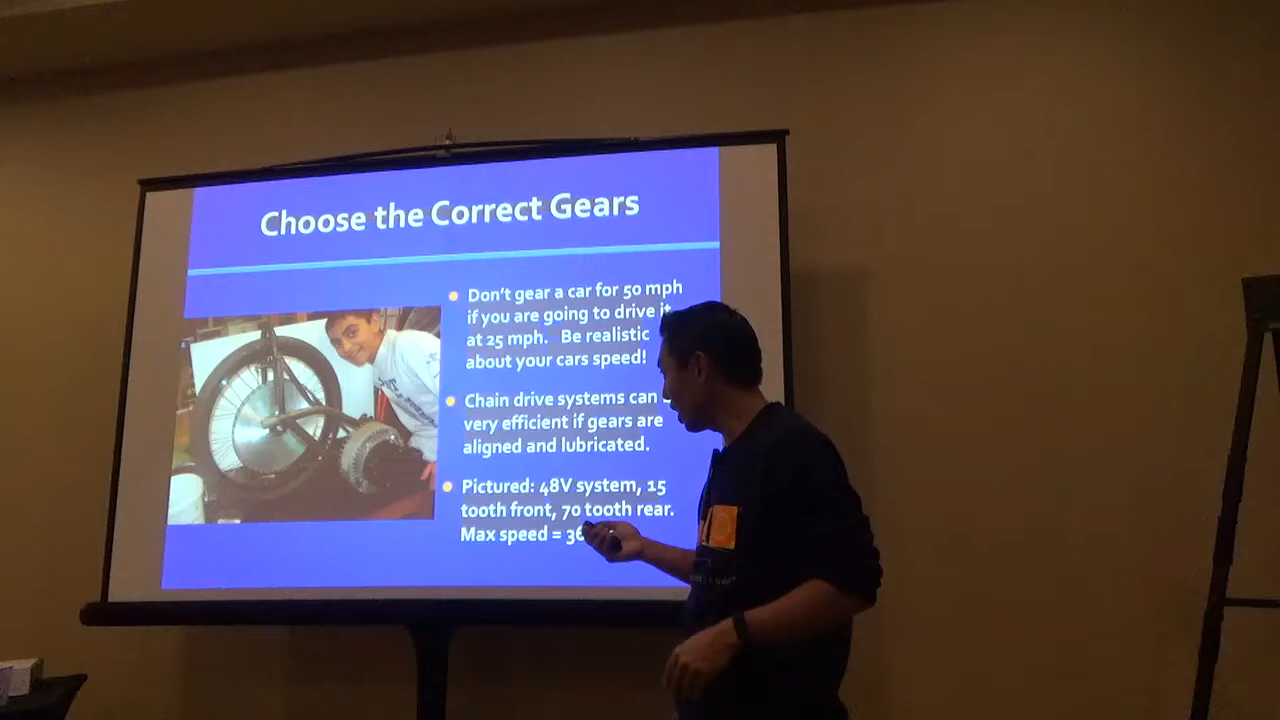 Choose the Correct Gears
Don't gear a car for 50 mph
if you are going to drive it
at 25 mph. Be realistic
about your cars speed!
Chain drive systems can
very efficient if gears are
aligned and lubricated.
Pictured: 48V system, 15
tooth front, 70 tooth rear.
Max speed = 36